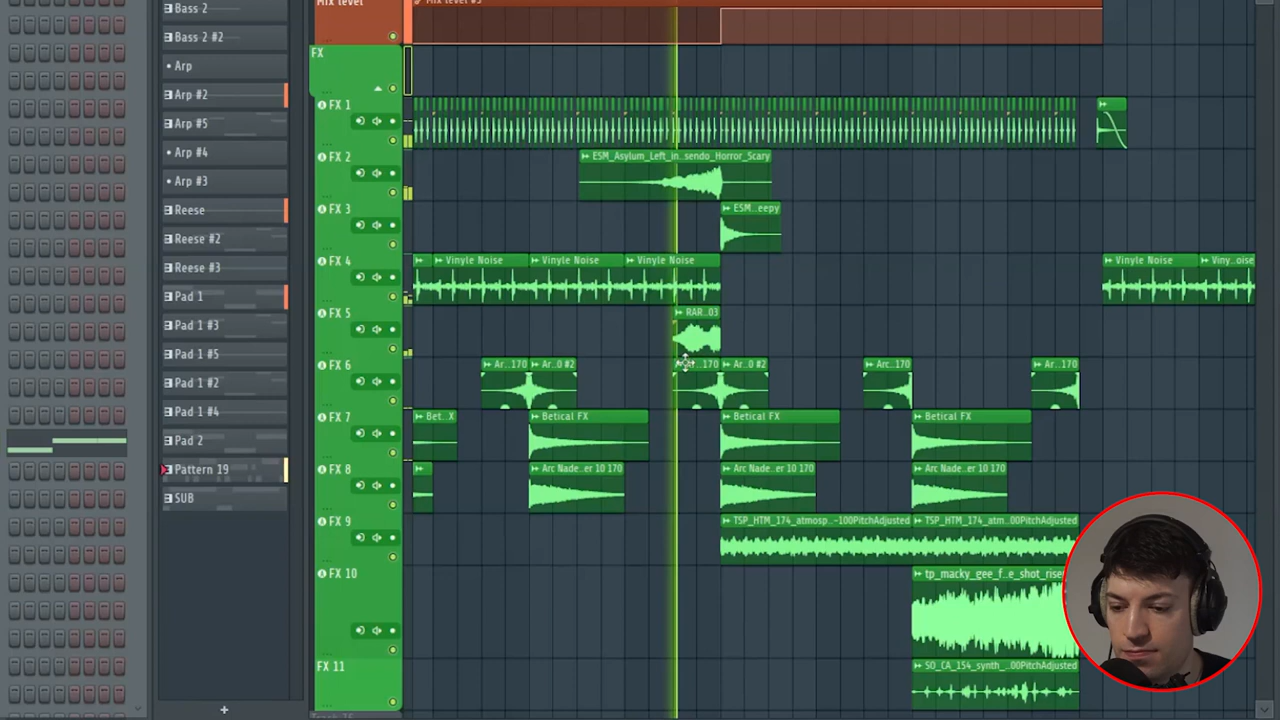 Bass 2
Bass 2 #2
Arp
Arp #2
Arp #5
Arp #4
Arp #3
Reese
Reese #2
Reese #3
Pad 1
Pad 1 #3
Pad 1 #5
Pad 1 #2
Pad 1 #4
Pad 2
Pattern 19
SUB
+
Mix level
Mix level #3
FX
FX 1
FX 2
ESM_Asylum_Left_in..sendo_Horror_Scary
FX 3
ESM..eepy
FX 4
Vinyle Noise
Vinyle Noise
Vinyle Noise
Vinyle Noise
Viny..oise
FX 5
RAR..03
FX 6
Ar..170
Ar..0 #2
..170
Ar..0 #2
Arc..170
Ar..170
FX 7
Bet..X
Betical FX
Betical FX
Betical FX
FX 8
Arc Nade..er 10 170
Arc Nade..er 10 170
Arc Nade..er 10 170
FX 9
TSP_HTM_174_atmosp..-100PitchAdjusted
TSP_HTM_174_atm..00PitchAdjusted
FX 10
tp_macky_gee_f..e_shot_rise
FX 11
SO_CA_154_synth_..00PitchAdjusted